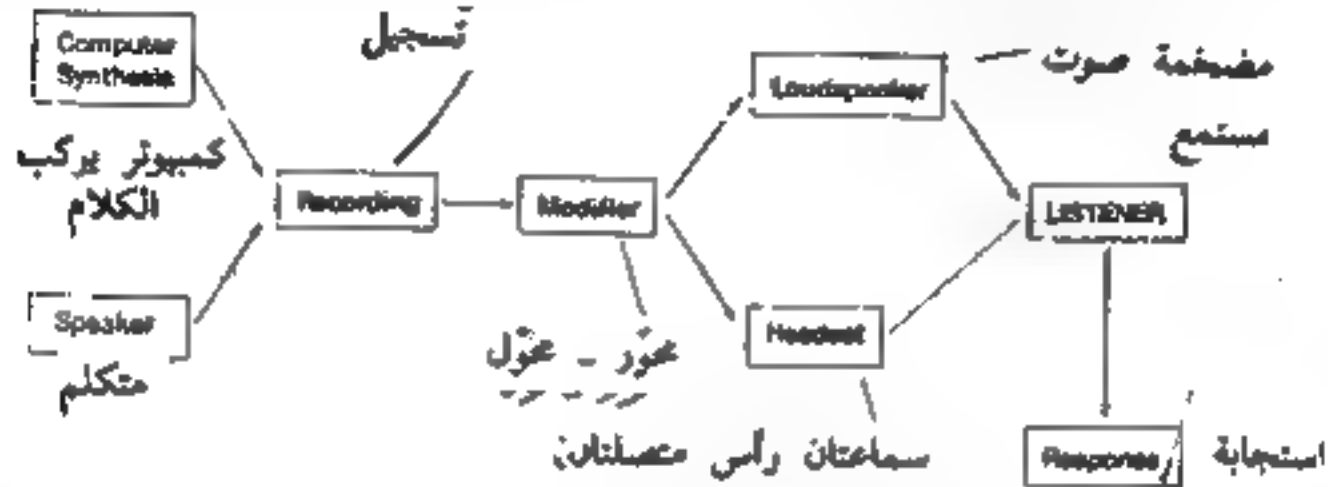 Computer
Synthesis
تسجيل
Loudspeaker
مضخمة صوت
مستمع
كمبيوتر يركب
الكلام
Recording
Modifier
LISTENER
Speaker
متكلم
محوّر - محوّل
Headset
سماعتان رأس متصلتان
Response
استجابة